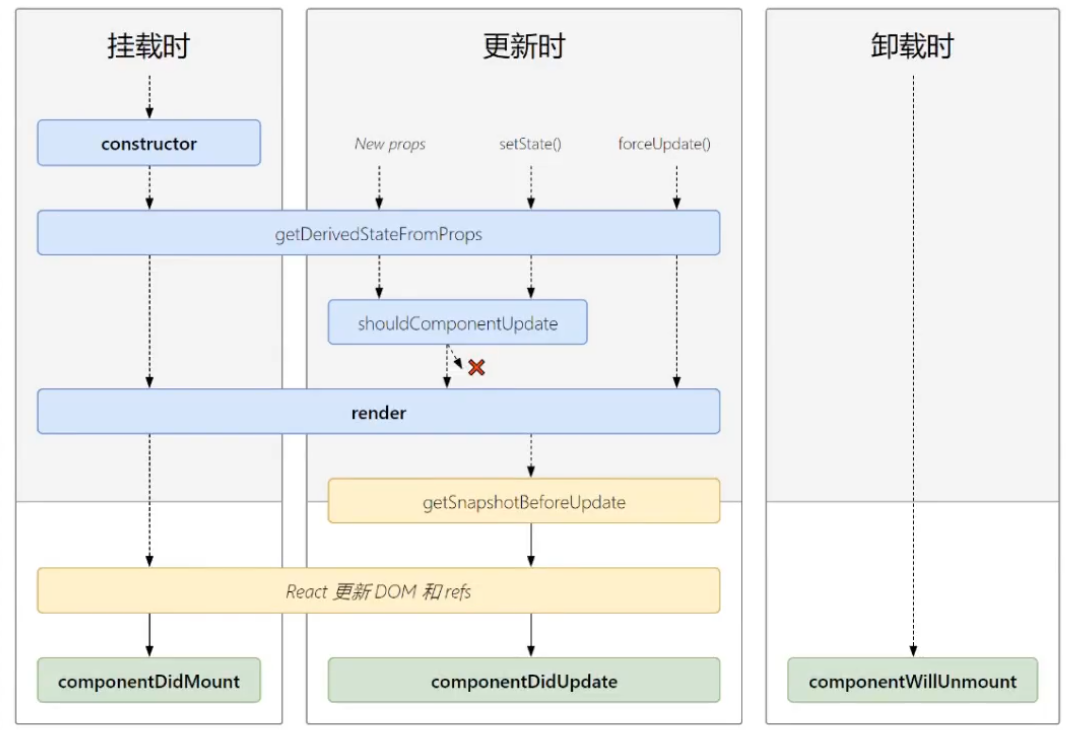 挂载时
更新时
卸载时
constructor
New props
setState()
forceUpdate()
getDerivedStateFromProps
shouldComponentUpdate
render
getSnapshotBeforeUpdate
React 更新 DOM 和 refs
componentDidMount
componentDidUpdate
componentWillUnmount